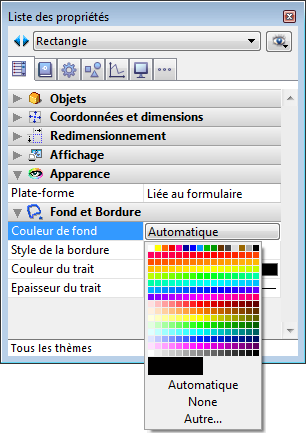 Liste des propriétés
Rectangle
Objets
Coordonnées et dimensions
Redimensionnement
Affichage
Apparence
Plate-forme Liée au formulaire
Fond et Bordure
Couleur de fond Automatique
Style de la bordure
Couleur du trait
Epaisseur du trait
Automatique
None
Autre...
Tous les thèmes